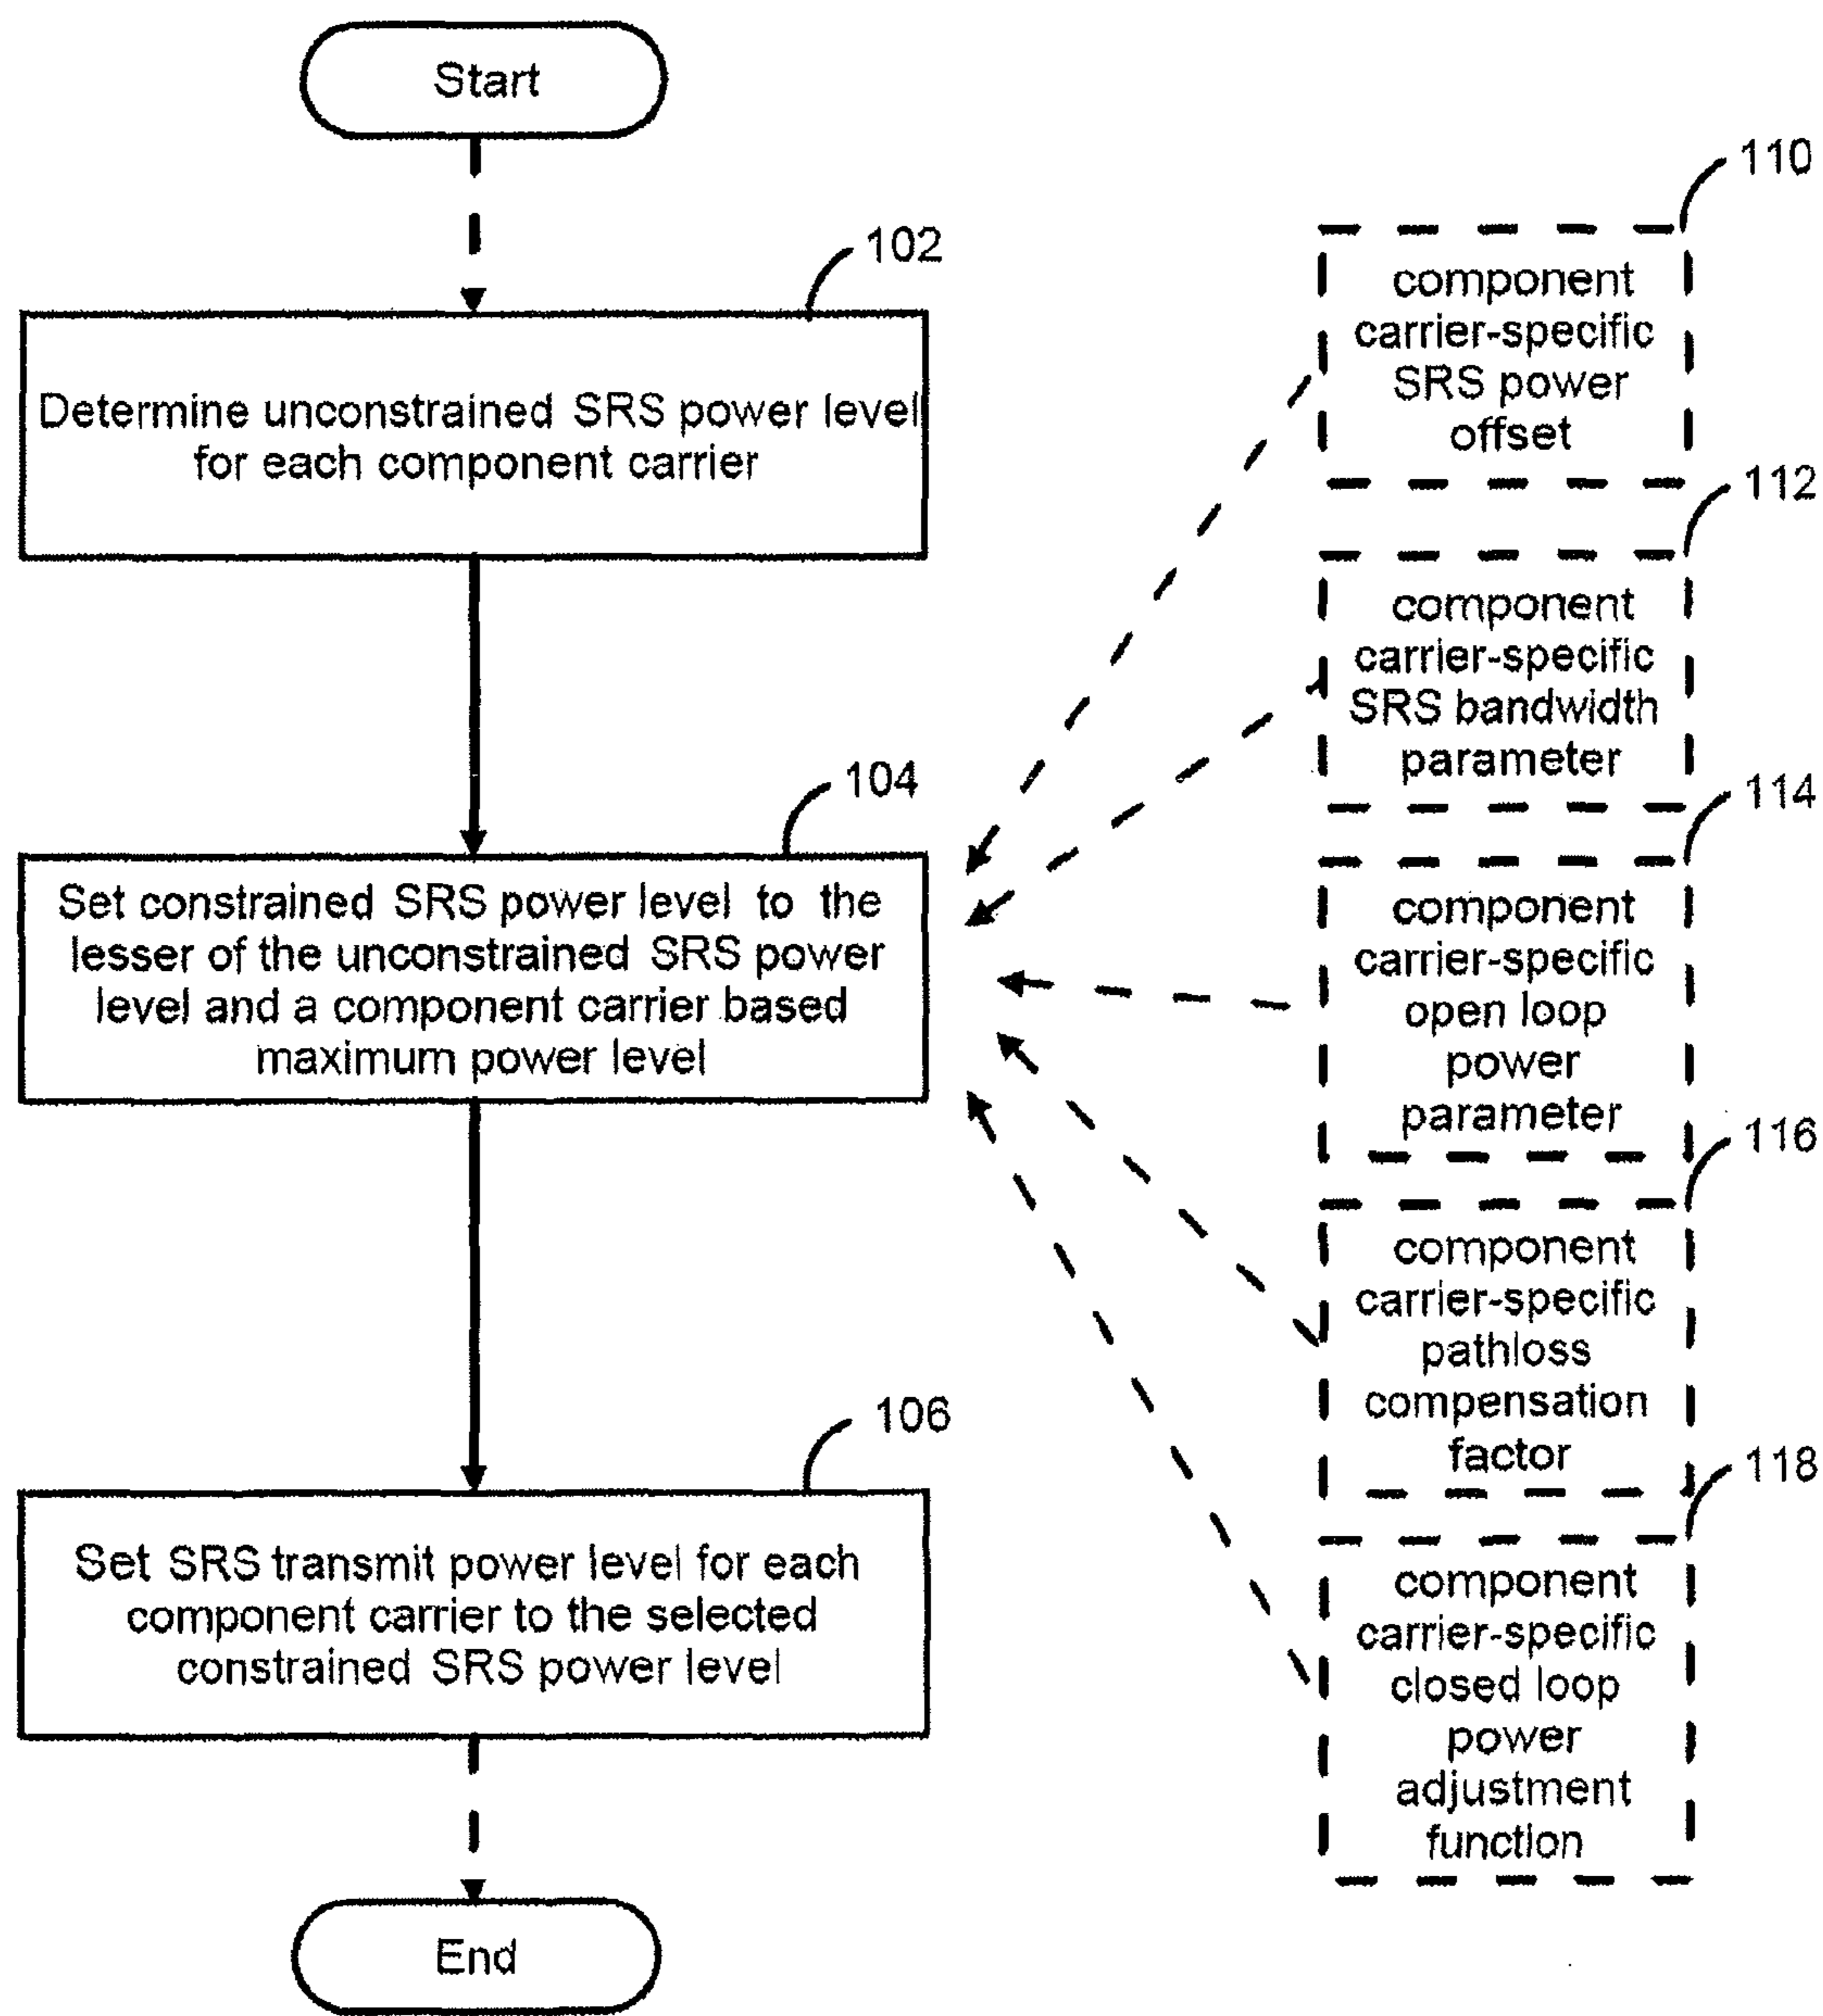 Start
102
Determine unconstrained SRS power level
for each component carrier
104
Set constrained SRS power level to the
lesser of the unconstrained SRS power
level and a component carrier based
maximum power level
106
Set SRS transmit power level for each
component carrier to the selected
constrained SRS power level
End
110
component
carrier-specific
SRS power
offset
112
component
carrier-specific
SRS bandwidth
parameter
114
component
carrier-specific
open loop
power
parameter
116
component
carrier-specific
pathloss
compensation
factor
118
component
carrier-specific
closed loop
power
adjustment
function